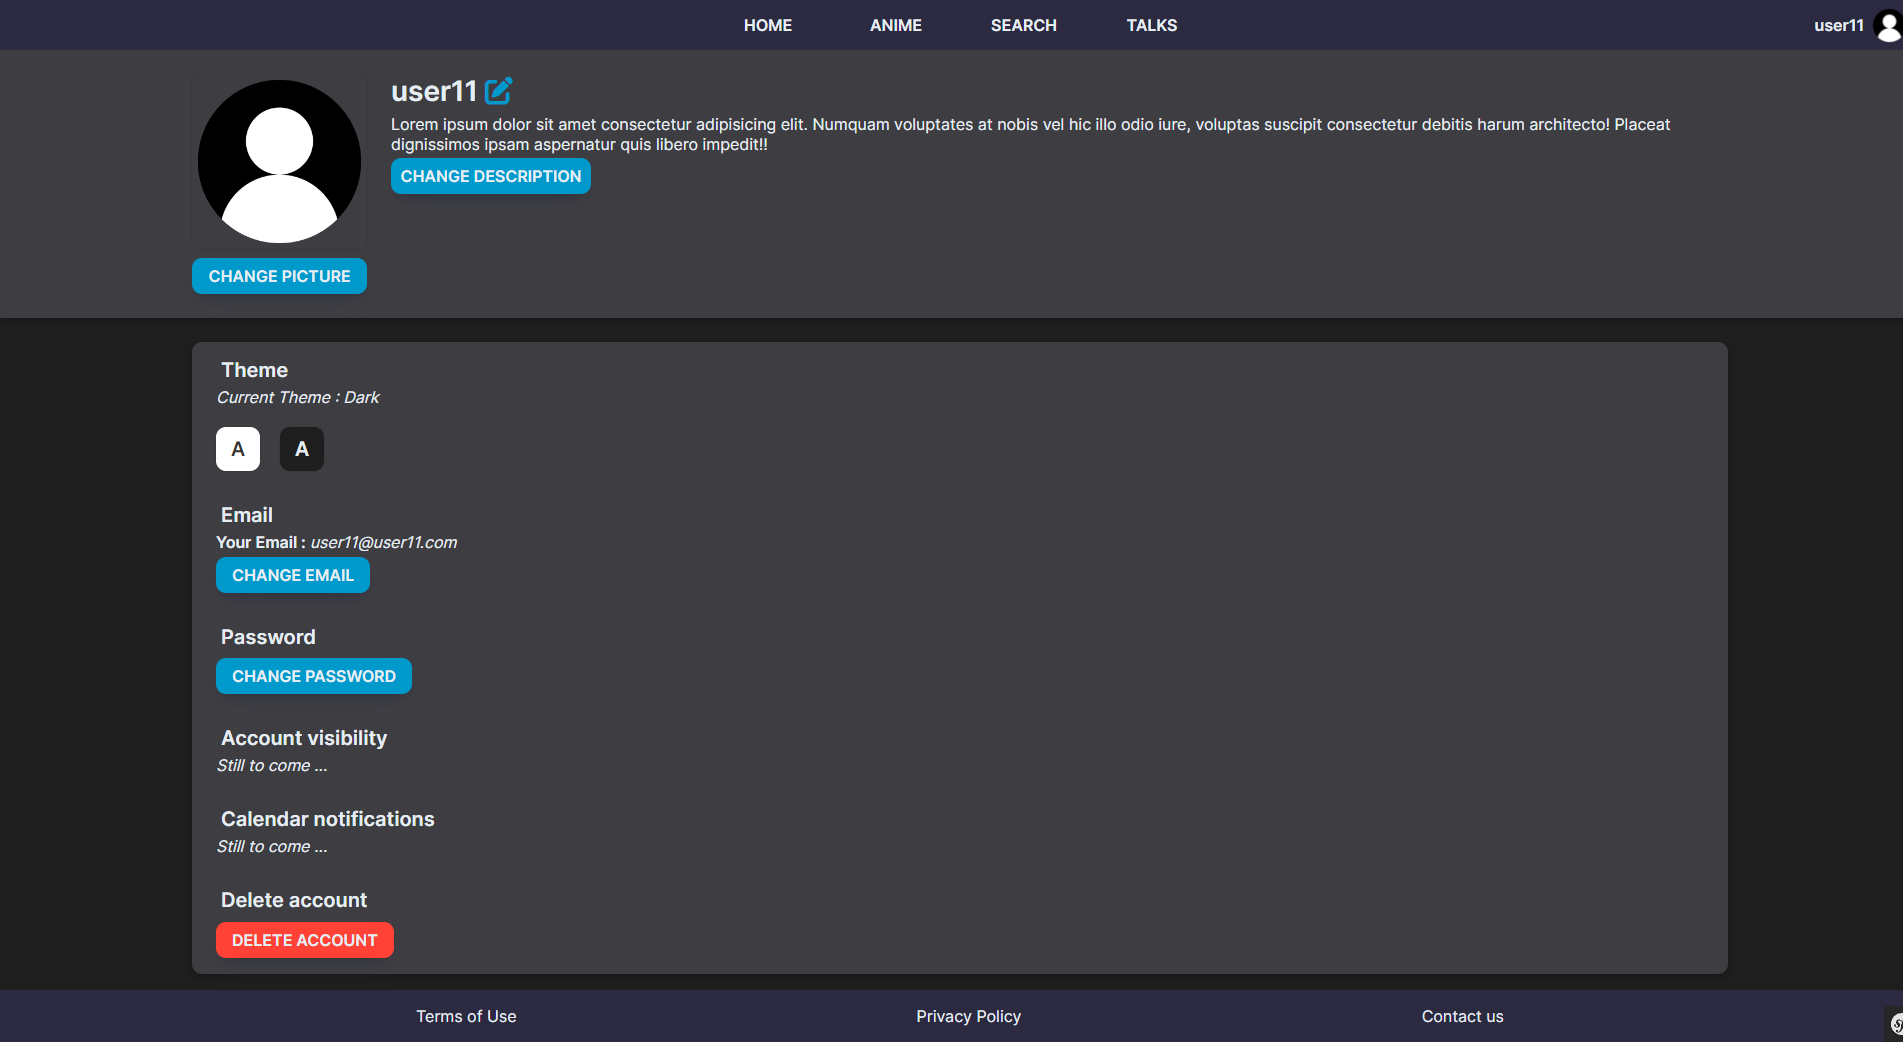 HOME ANIME SEARCH TALKS user11
user11
Lorem ipsum dolor sit amet consectetur adipisicing elit. Numquam voluptates at nobis vel hic illo odio iure, voluptas suscipit consectetur debitis harum architecto! Placeat
dignissimos ipsam aspernatur quis libero impedit!!
CHANGE DESCRIPTION
CHANGE PICTURE
Theme
Current Theme : Dark
A A
Email
Your Email : user11@user11.com
CHANGE EMAIL
Password
CHANGE PASSWORD
Account visibility
Still to come ...
Calendar notifications
Still to come ...
Delete account
DELETE ACCOUNT
Terms of Use Privacy Policy Contact us